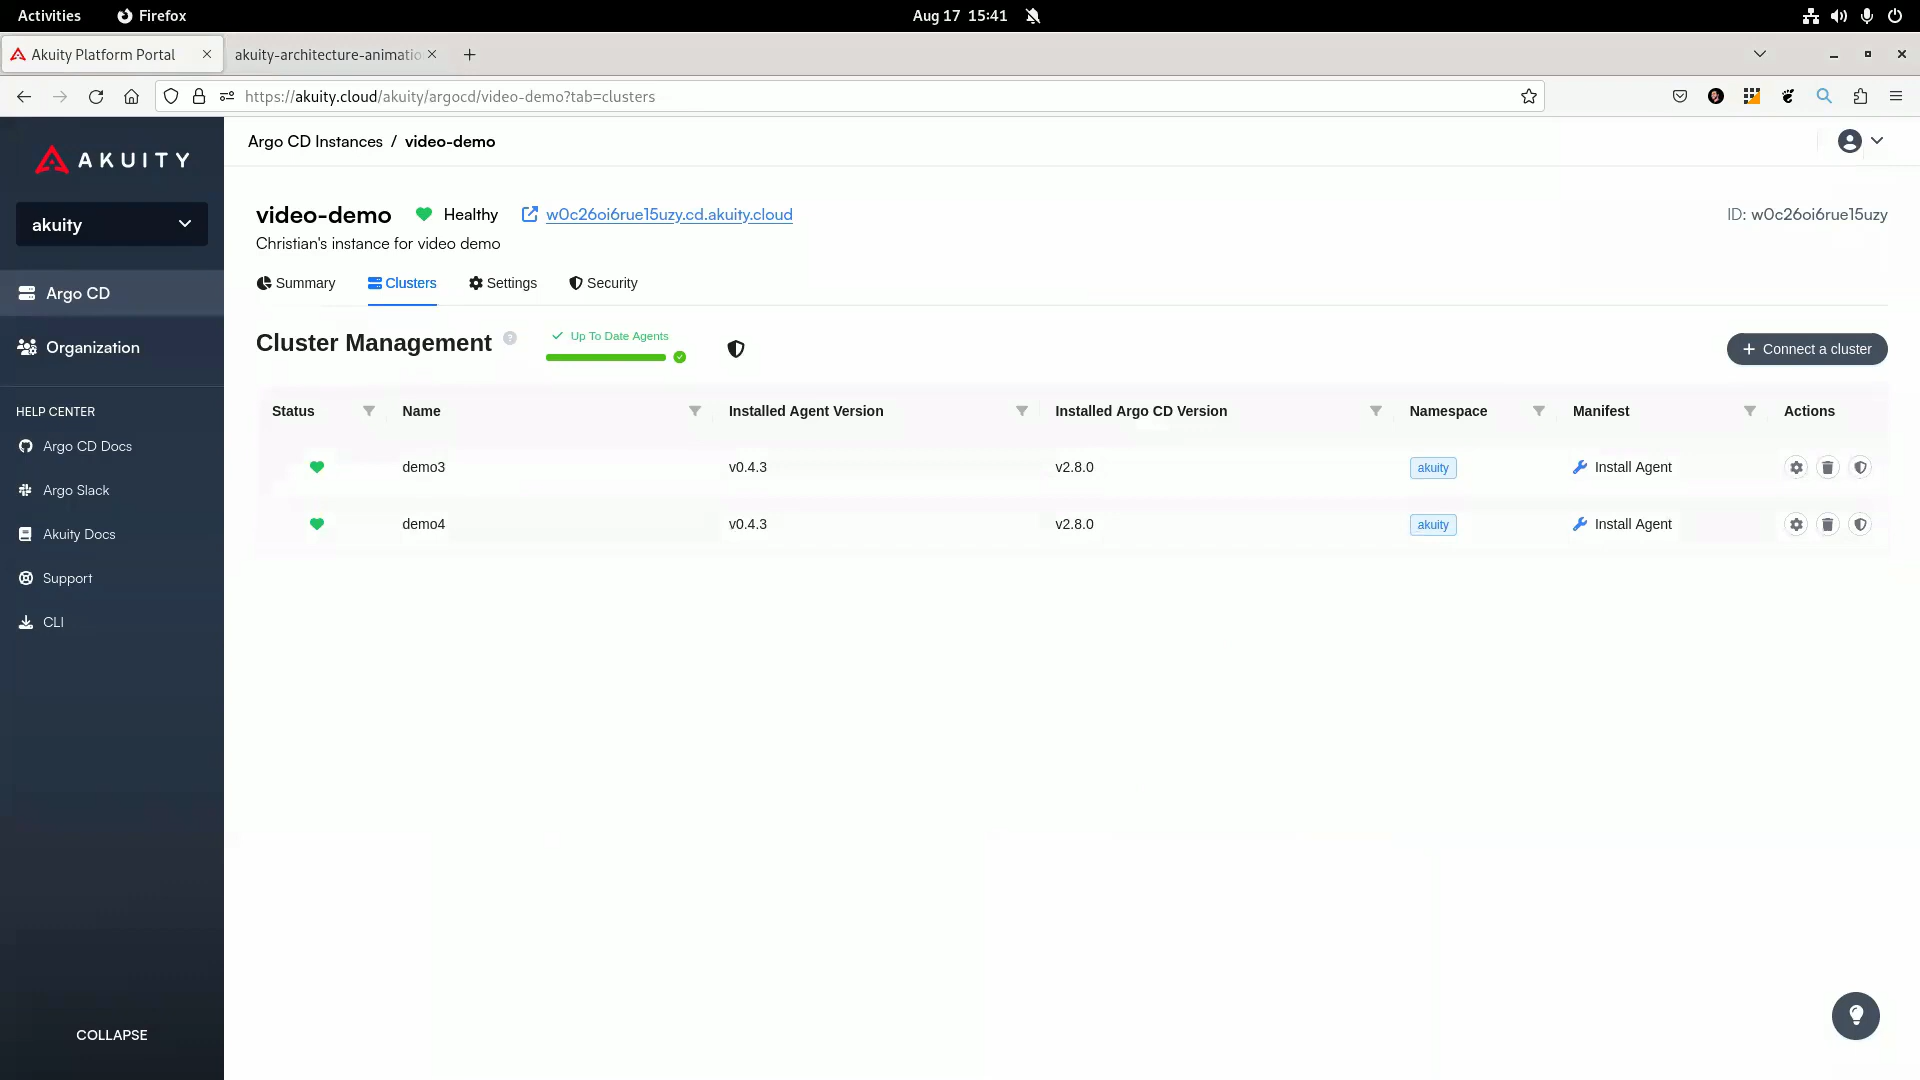 Activities Firefox Aug 17 15:41
Akuity Platform Portal akuity-architecture-animatio
https://akuity.cloud/akuity/argocd/video-demo?tab=clusters
AKUITY
akuity
Argo CD
Organization
HELP CENTER
Argo CD Docs
Argo Slack
Akuity Docs
Support
CLI
COLLAPSE
Argo CD Instances / video-demo
video-demo Healthy w0c26oi6rue15uzy.cd.akuity.cloud ID: w0c26oi6rue15uzy
Christian's instance for video demo
Summary Clusters Settings Security
Cluster Management ? Up To Date Agents + Connect a cluster
Status Name Installed Agent Version Installed Argo CD Version Namespace Manifest Actions
demo3 v0.4.3 v2.8.0 akuity Install Agent
demo4 v0.4.3 v2.8.0 akuity Install Agent